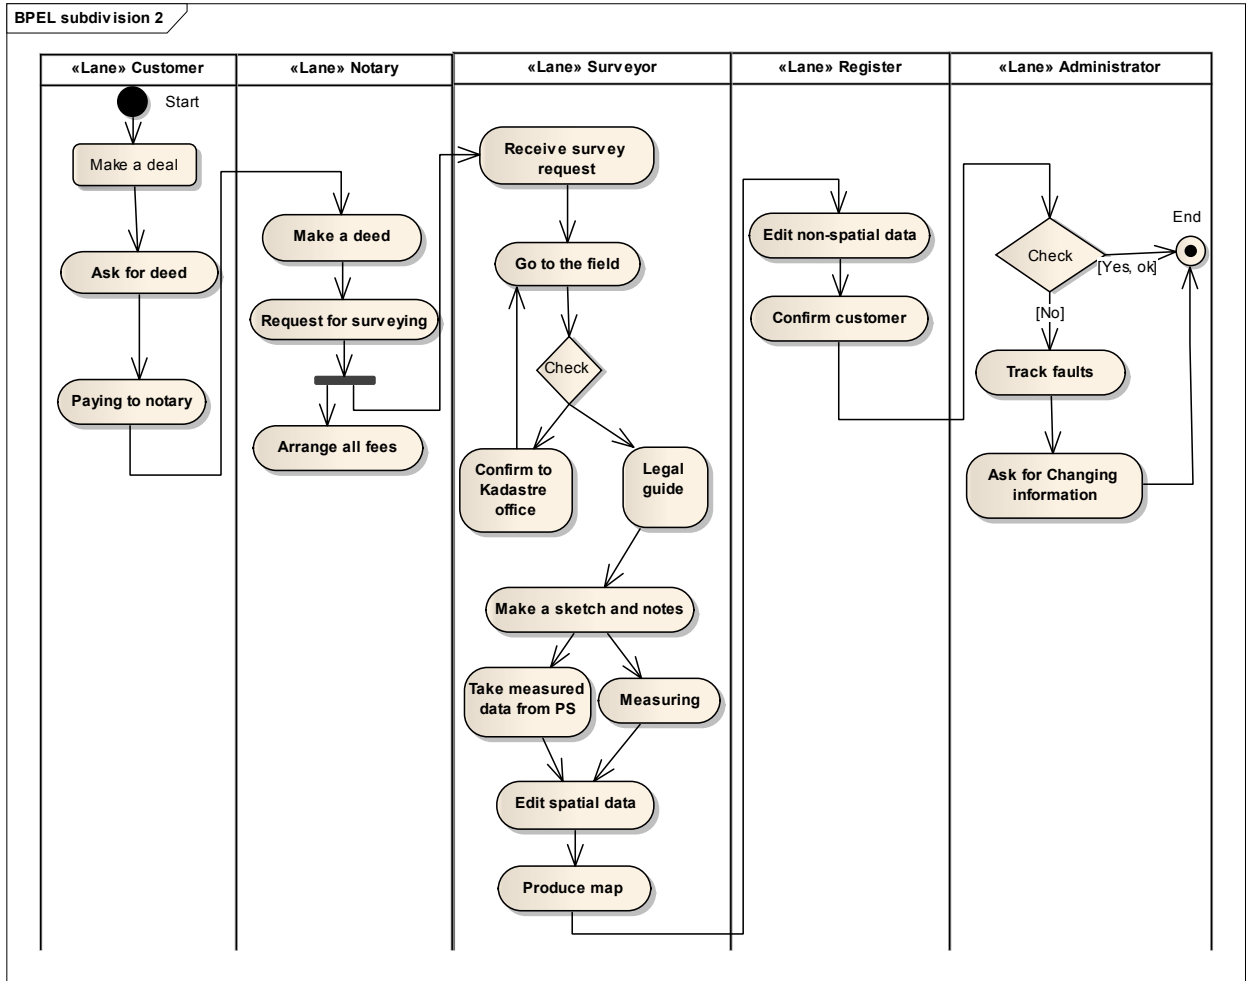 BPEL subdivision 2
«Lane» Customer
«Lane» Notary
«Lane» Surveyor
«Lane» Register
«Lane» Administrator
Start
Make a deal
Ask for deed
Paying to notary
Make a deed
Request for surveying
Arrange all fees
Receive survey
request
Go to the field
Check
Confirm to
Kadastre
office
Legal
guide
Make a sketch and notes
Take measured
data from PS
Measuring
Edit spatial data
Produce map
Edit non-spatial data
Confirm customer
Check
[Yes, ok]
End
[No]
Track faults
Ask for Changing
information